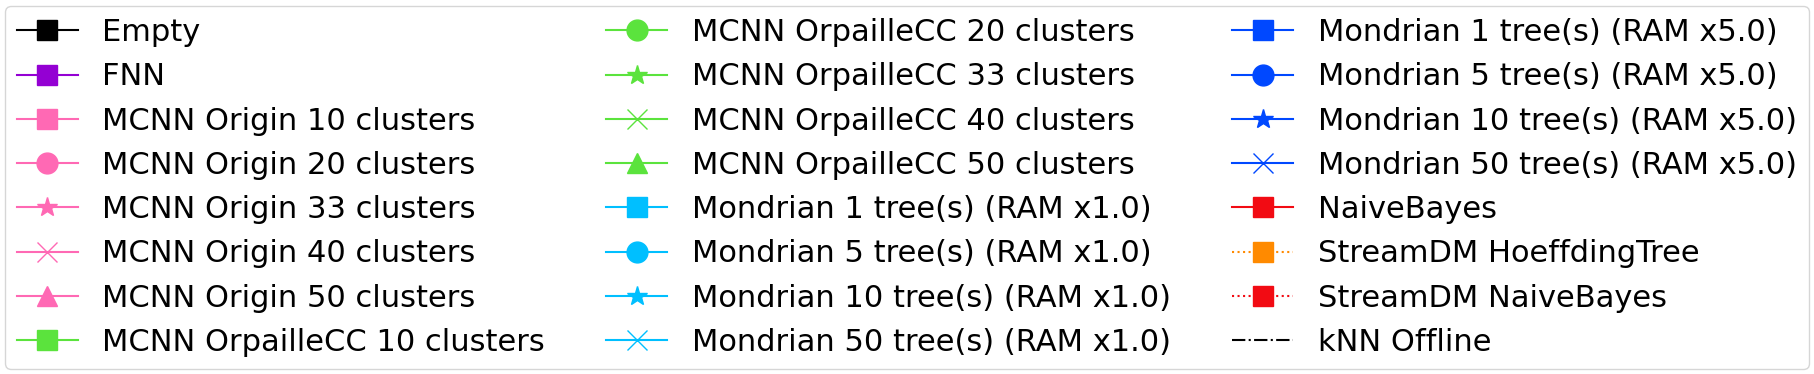 Empty
FNN
MCNN Origin 10 clusters
MCNN Origin 20 clusters
MCNN Origin 33 clusters
MCNN Origin 40 clusters
MCNN Origin 50 clusters
MCNN OrpailleCC 10 clusters
MCNN OrpailleCC 20 clusters
MCNN OrpailleCC 33 clusters
MCNN OrpailleCC 40 clusters
MCNN OrpailleCC 50 clusters
Mondrian 1 tree(s) (RAM x1.0)
Mondrian 5 tree(s) (RAM x1.0)
Mondrian 10 tree(s) (RAM x1.0)
Mondrian 50 tree(s) (RAM x1.0)
Mondrian 1 tree(s) (RAM x5.0)
Mondrian 5 tree(s) (RAM x5.0)
Mondrian 10 tree(s) (RAM x5.0)
Mondrian 50 tree(s) (RAM x5.0)
NaiveBayes
StreamDM HoeffdingTree
StreamDM NaiveBayes
kNN Offline